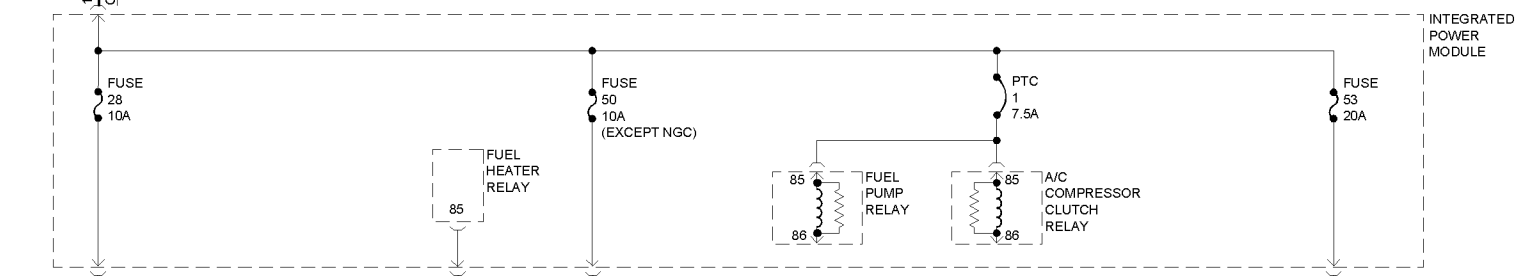 INTEGRATED
POWER
MODULE
FUSE
28
10A
FUSE
50
10A
(EXCEPT NGC)
PTC
1
7.5A
FUSE
53
20A
FUEL
HEATER
RELAY
85
85
FUEL
PUMP
RELAY
86
85
A/C
COMPRESSOR
CLUTCH
RELAY
86